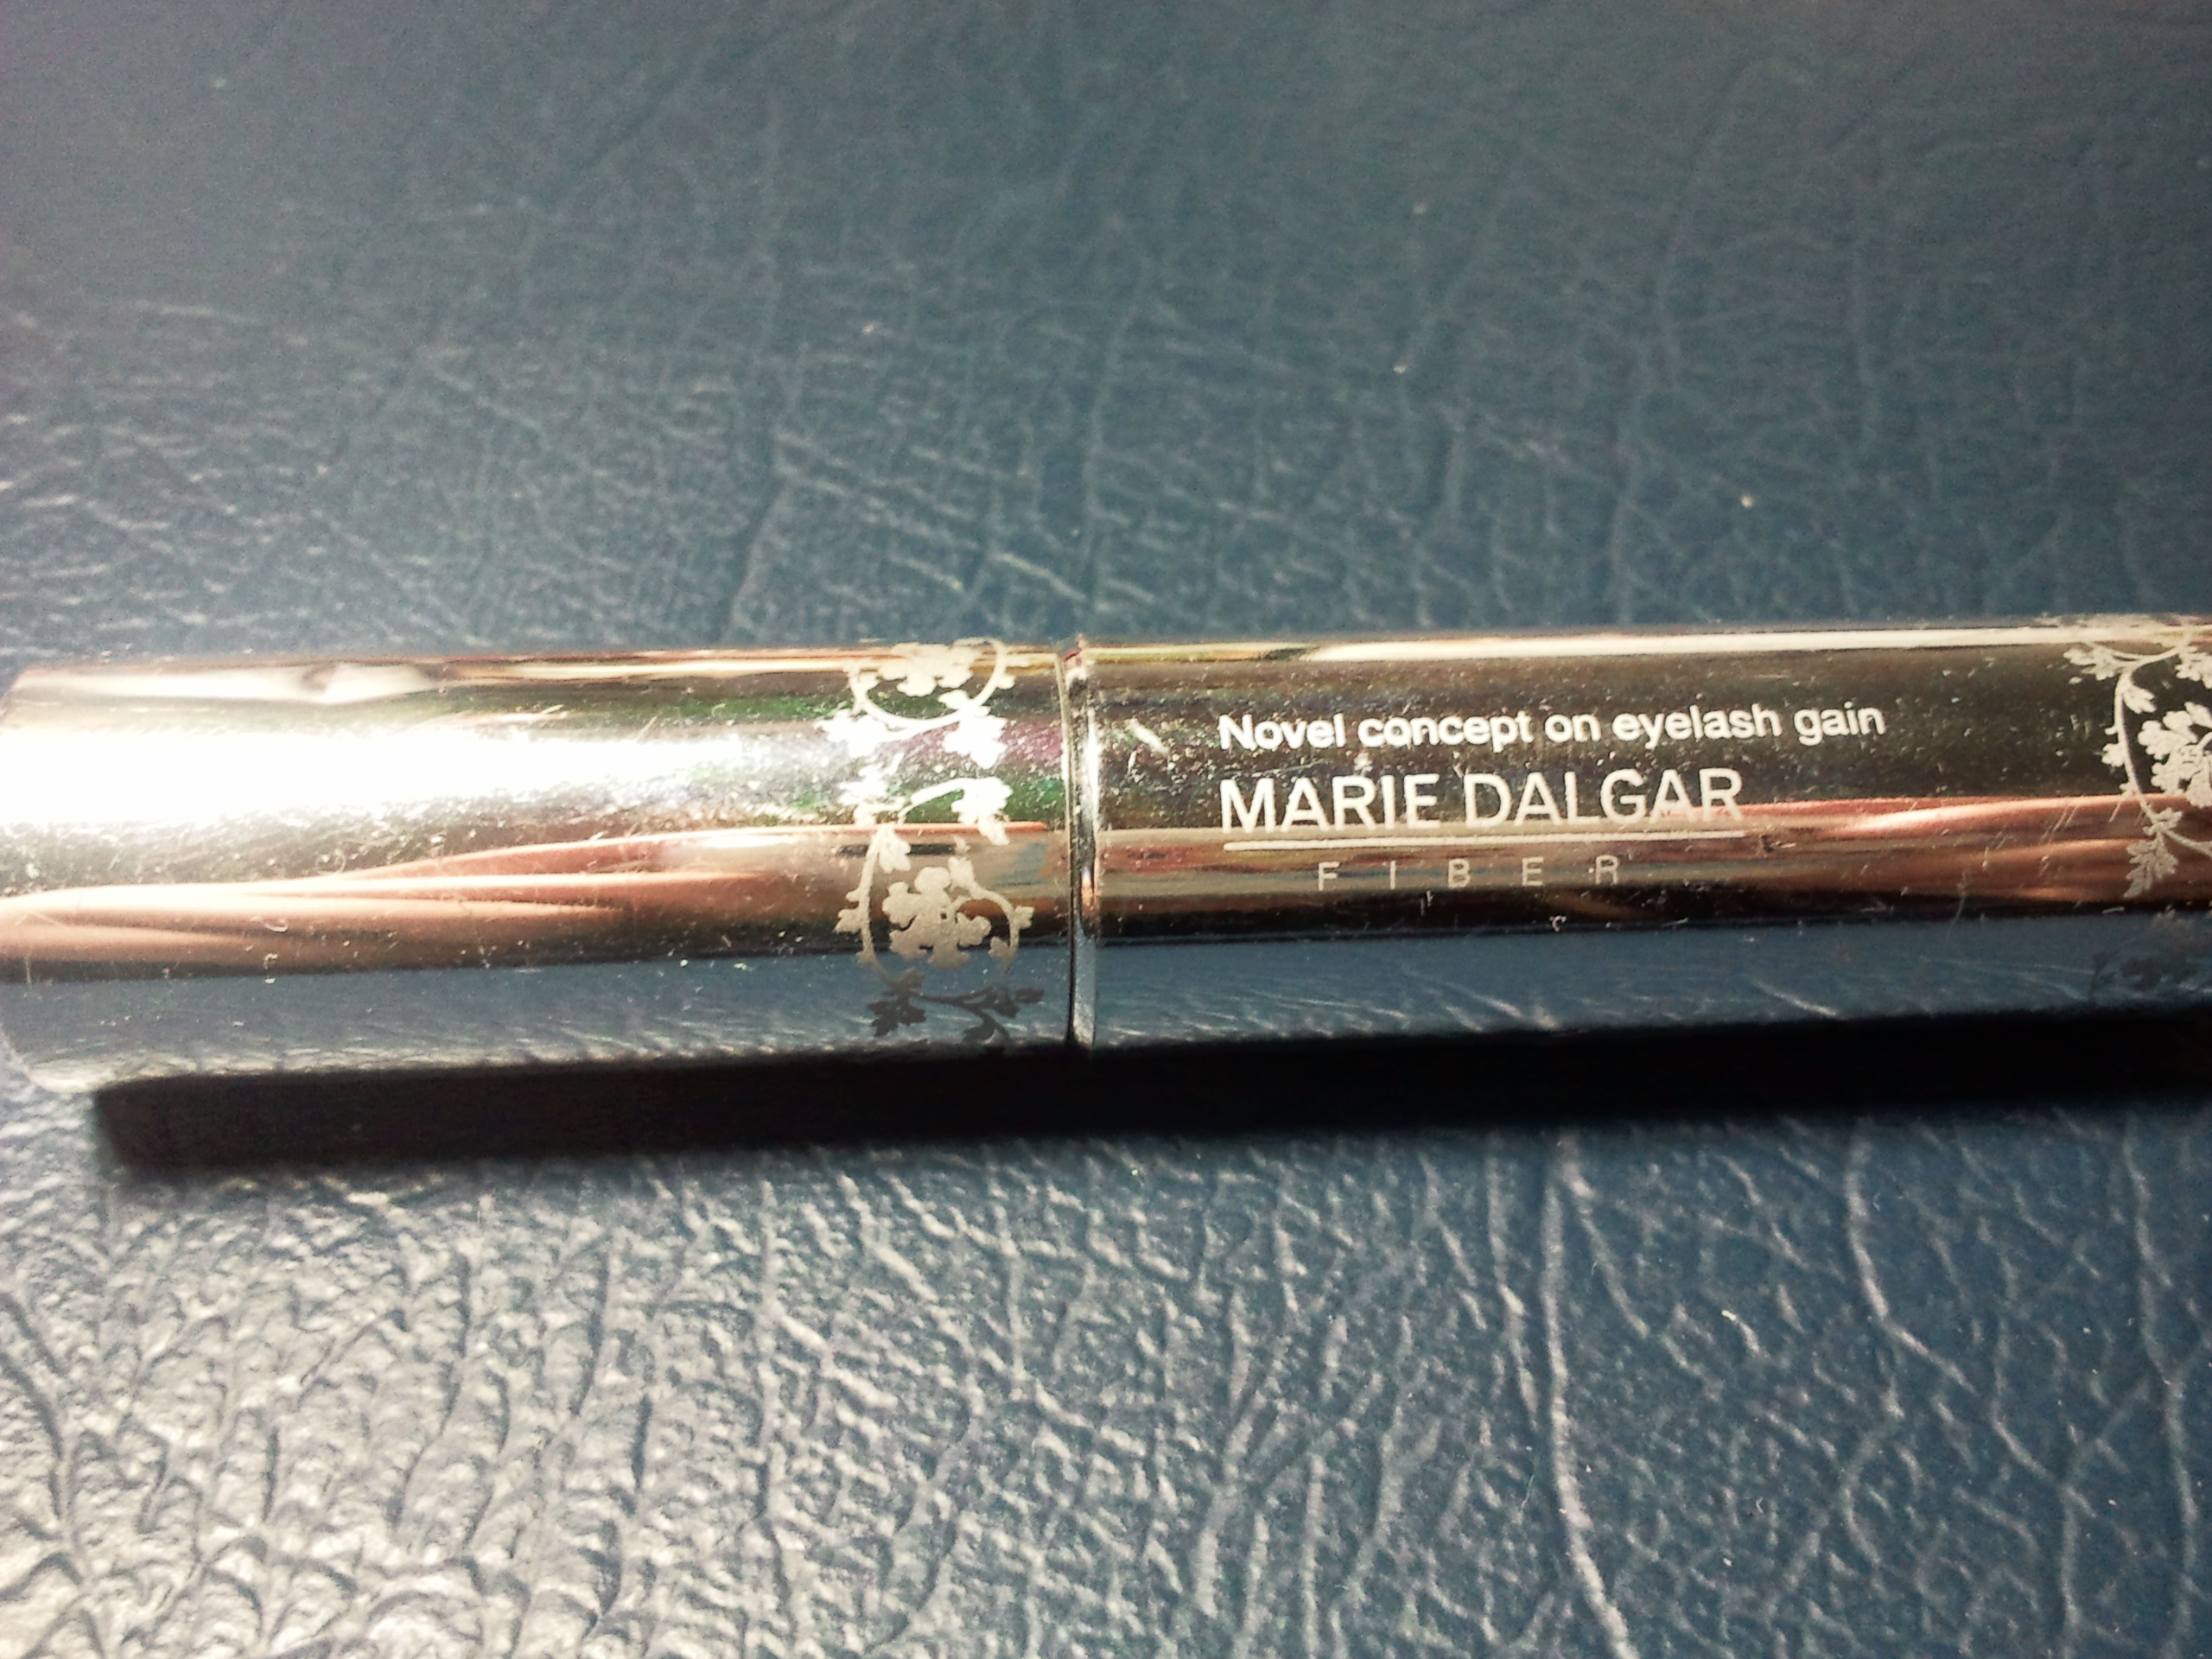 Novel concept on eyelash gain
MARIE DALGAR
FIBER